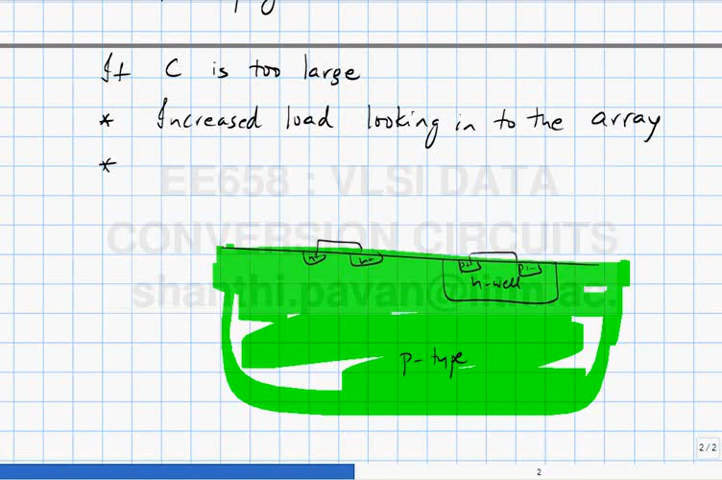 If C is too large
* Increased load looking in to the array
*
EE658 : VLSI DATA
CONVERSION CIRCUITS
n+ n+ p+ p+
n-well
p-type
2/2
2